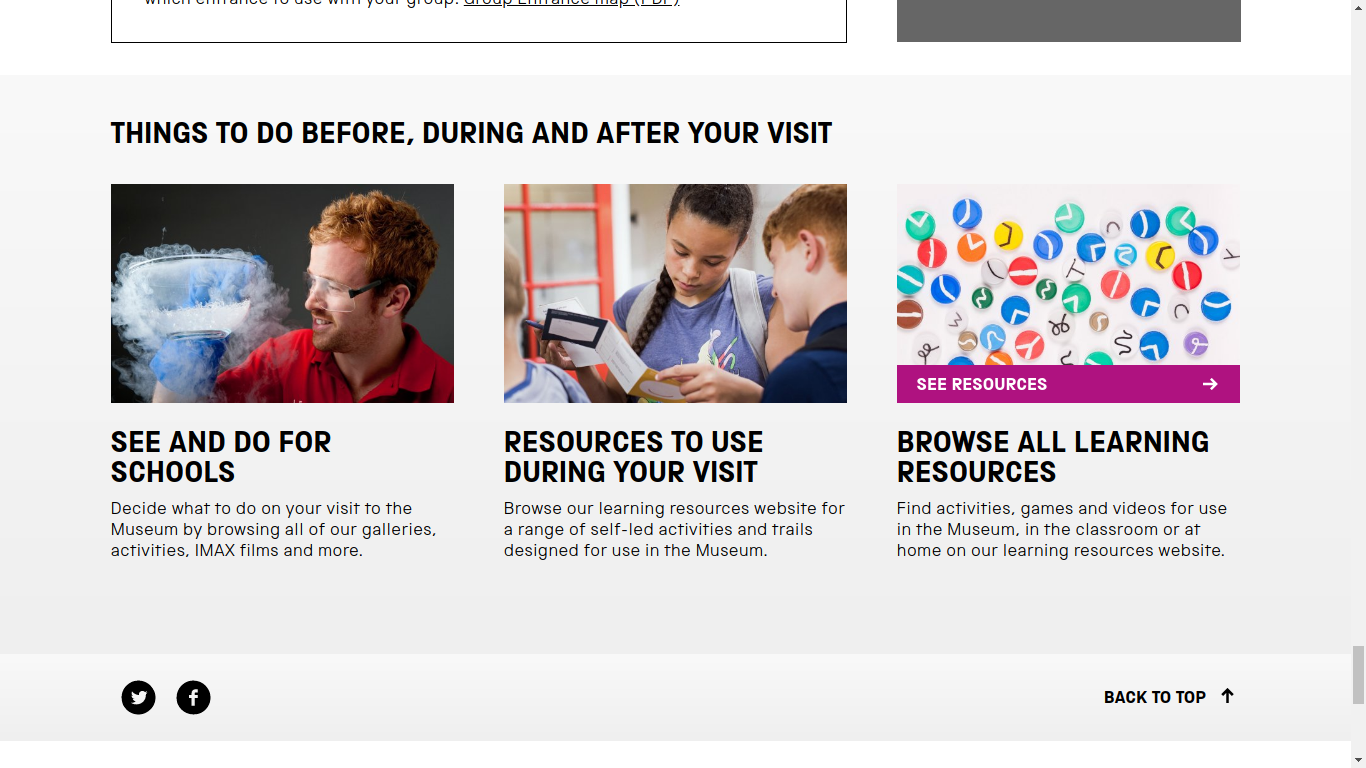 which entrance to use with your group. Group Entrance map (PDF)
THINGS TO DO BEFORE, DURING AND AFTER YOUR VISIT
SEE RESOURCES
SEE AND DO FOR
SCHOOLS
Decide what to do on your visit to the
Museum by browsing all of our galleries,
activities, IMAX films and more.
RESOURCES TO USE
DURING YOUR VISIT
Browse our learning resources website for
a range of self-led activities and trails
designed for use in the Museum.
BROWSE ALL LEARNING
RESOURCES
Find activities, games and videos for use
in the Museum, in the classroom or at
home on our learning resources website.
BACK TO TOP